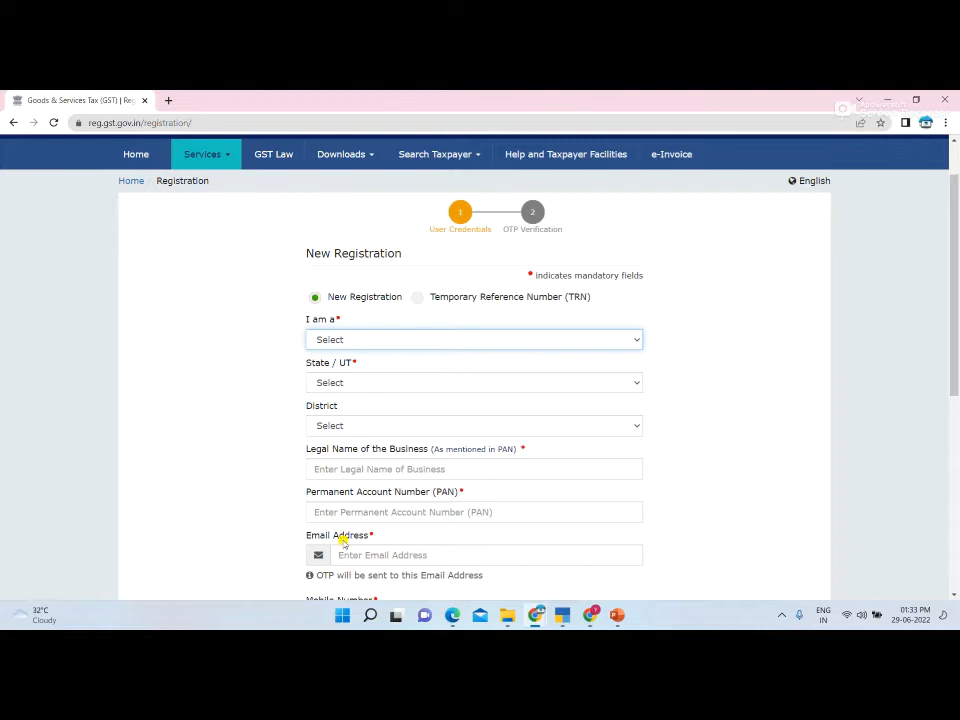 Goods & Services Tax (GST) | Reg
Apowersoft
reg.gst.gov.in/registration/
Home Services GST Law Downloads Search Taxpayer Help and Taxpayer Facilities e-Invoice
Home Registration English
1 2
User Credentials OTP Verification
New Registration
* indicates mandatory fields
New Registration Temporary Reference Number (TRN)
I am a*
Select
State / UT*
Select
District
Select
Legal Name of the Business (As mentioned in PAN) *
Enter Legal Name of Business
Permanent Account Number (PAN)*
Enter Permanent Account Number (PAN)
Email Address*
Enter Email Address
OTP will be sent to this Email Address
Mobile Number*
32°C
Cloudy
ENG
IN
01:33 PM
29-06-2022